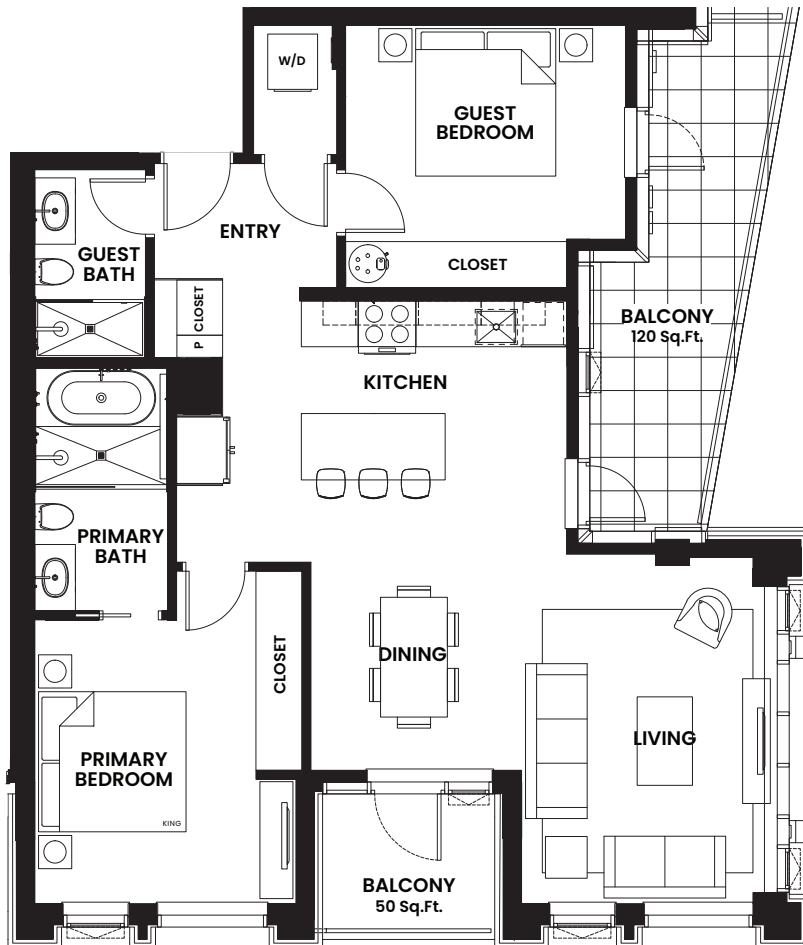 W/D
GUEST
BEDROOM
ENTRY
GUEST
BATH
CLOSET
CLOSET
P
BALCONY
120 Sq.Ft.
KITCHEN
PRIMARY
BATH
CLOSET
DINING
LIVING
PRIMARY
BEDROOM
KING
BALCONY
50 Sq.Ft.